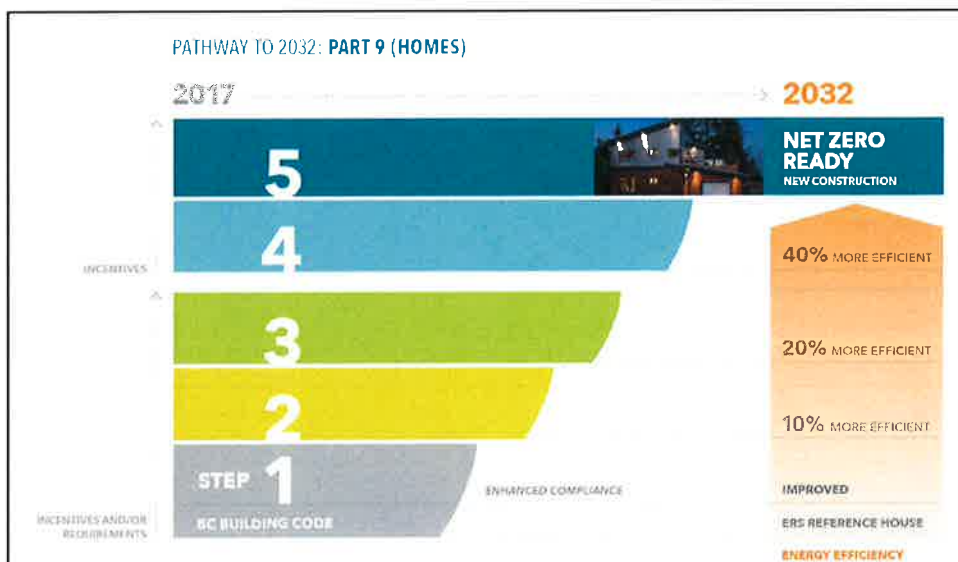 PATHWAY TO 2032: PART 9 (HOMES)
2017
2032
5
NET ZERO
READY
NEW CONSTRUCTION
4
40% MORE EFFICIENT
INCENTIVES
3
20% MORE EFFICIENT
2
10% MORE EFFICIENT
STEP 1
ENHANCED COMPLIANCE
IMPROVED
BC BUILDING CODE
INCENTIVES AND/OR
REQUIREMENTS
ERS REFERENCE HOUSE
ENERGY EFFICIENCY